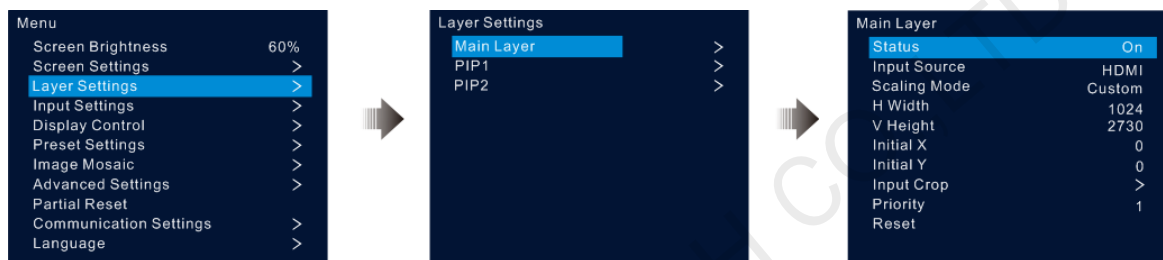 Menu
Screen Brightness 60%
Screen Settings >
Layer Settings >
Input Settings >
Display Control >
Preset Settings >
Image Mosaic >
Advanced Settings >
Partial Reset
Communication Settings >
Language >
Layer Settings
Main Layer >
PIP1 >
PIP2 >
Main Layer
Status On
Input Source HDMI
Scaling Mode Custom
H Width 1024
V Height 2730
Initial X 0
Initial Y 0
Input Crop >
Priority 1
Reset